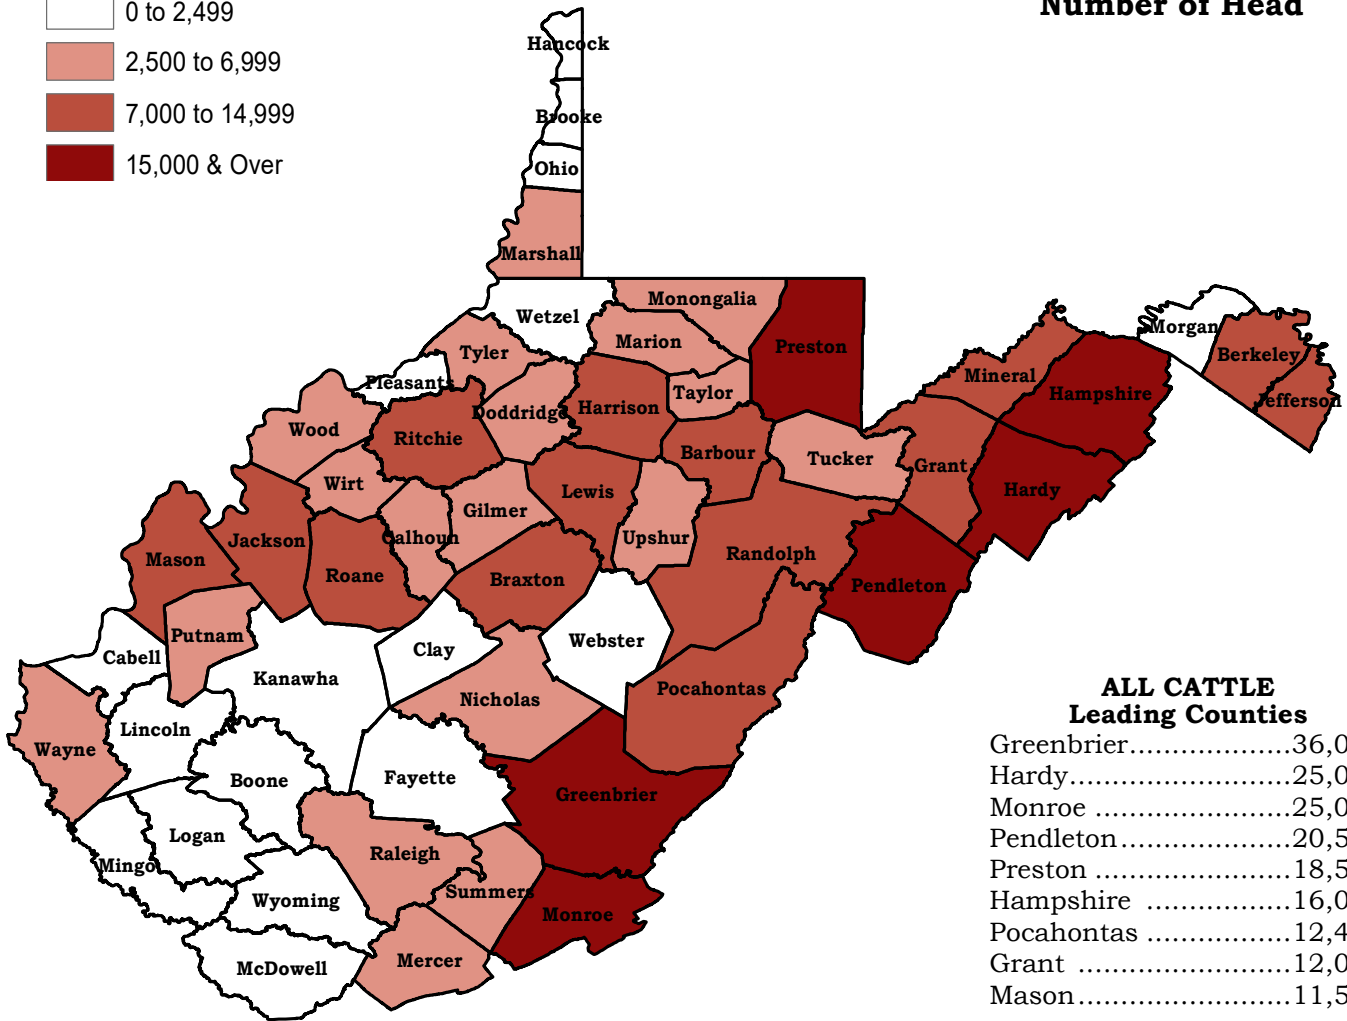 Number of Head
0 to 2,499
2,500 to 6,999
7,000 to 14,999
15,000 & Over
Hancock
Brooke
Ohio
Marshall
Wetzel
Monongalia
Marion
Preston
Tyler
Pleasants
Doddridge
Harrison
Taylor
Morgan
Berkeley
Jefferson
Mineral
Hampshire
Wood
Ritchie
Barbour
Tucker
Grant
Hardy
Wirt
Lewis
Gilmer
Calhoun
Upshur
Randolph
Jackson
Mason
Roane
Braxton
Pendleton
Putnam
Cabell
Clay
Webster
Kanawha
Pocahontas
Nicholas
Lincoln
Wayne
Boone
Fayette
Greenbrier
Logan
Mingo
Raleigh
Summers
Wyoming
Monroe
Mercer
McDowell
ALL CATTLE
Leading Counties
Greenbrier.....................36,0
Hardy.............................25,0
Monroe ..........................25,0
Pendleton.......................20,5
Preston ..........................18,5
Hampshire ...................16,0
Pocahontas ...................12,4
Grant ............................12,0
Mason............................11,5